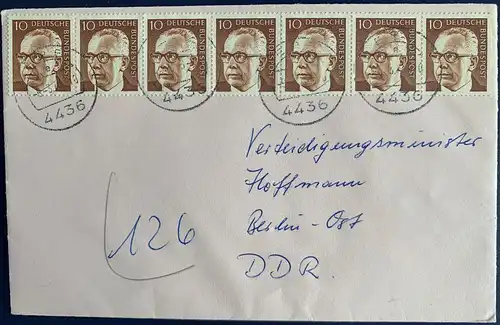 10 DEUTSCHE BUNDESPOST 10 DEUTSCHE BUNDESPOST 10 DEUTSCHE BUNDESPOST 10 DEUTSCHE BUNDESPOST 10 DEUTSCHE BUNDESPOST 10 DEUTSCHE BUNDESPOST 10 DEUTSCHE BUNDESPOST
4436 4436 4436 4436
Verteidigungsminister
Hoffmann
Berlin-Ost
DDR.
126